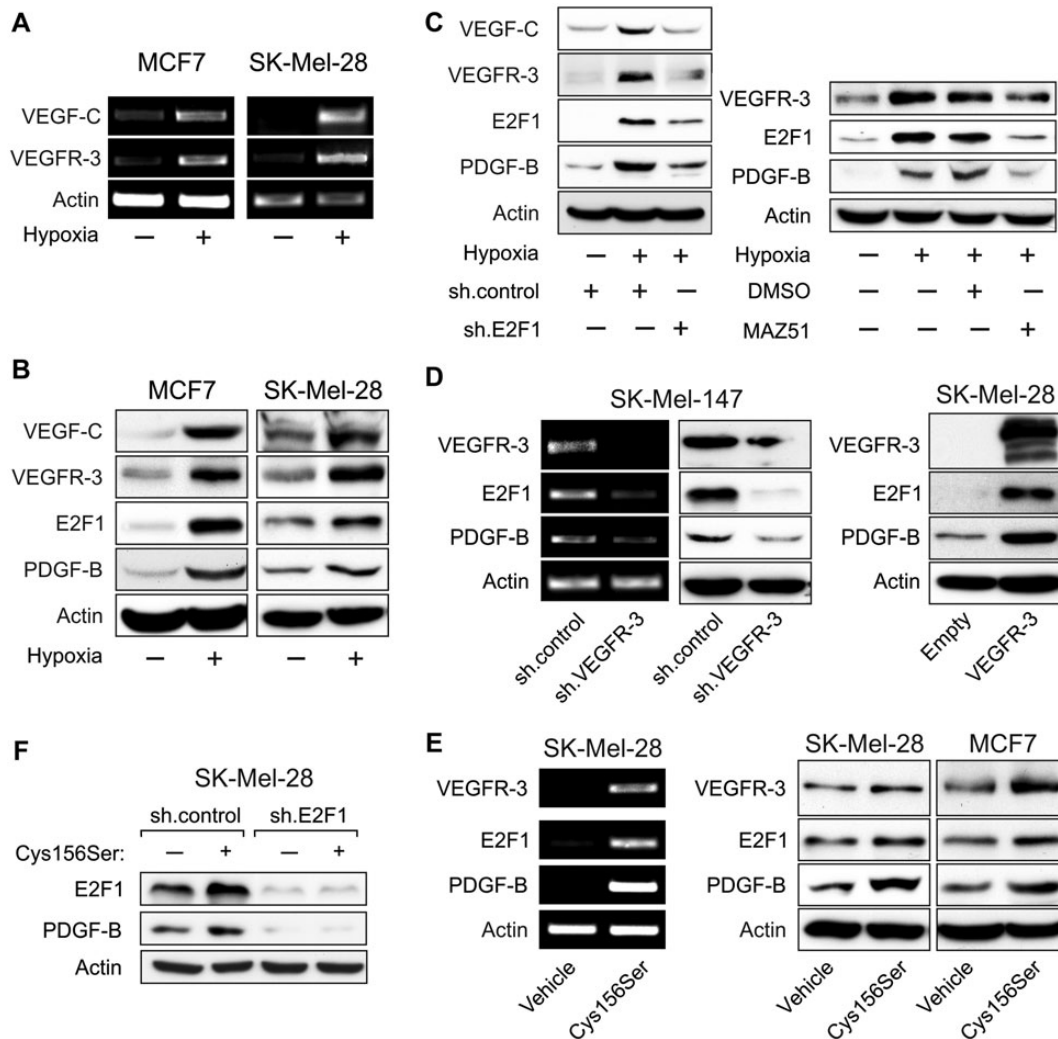 A
MCF7 SK-Mel-28
VEGF-C
VEGFR-3
Actin
Hypoxia – + – +
B
MCF7 SK-Mel-28
VEGF-C
VEGFR-3
E2F1
PDGF-B
Actin
Hypoxia – + – +
C
VEGF-C
VEGFR-3
E2F1
PDGF-B
Actin
Hypoxia – + +
sh.control + + –
sh.E2F1 – – +
VEGFR-3
E2F1
PDGF-B
Actin
Hypoxia – + + +
DMSO – – + –
MAZ51 – – – +
D
SK-Mel-147 SK-Mel-28
VEGFR-3 VEGFR-3
E2F1 E2F1
PDGF-B PDGF-B
Actin Actin
sh.control sh.VEGFR-3 sh.control sh.VEGFR-3 Empty VEGFR-3
F
SK-Mel-28
sh.control sh.E2F1
Cys156Ser: – + – +
E2F1
PDGF-B
Actin
E
SK-Mel-28 SK-Mel-28 MCF7
VEGFR-3 VEGFR-3
E2F1 E2F1
PDGF-B PDGF-B
Actin Actin
Vehicle Cys156Ser Vehicle Cys156Ser Vehicle Cys156Ser